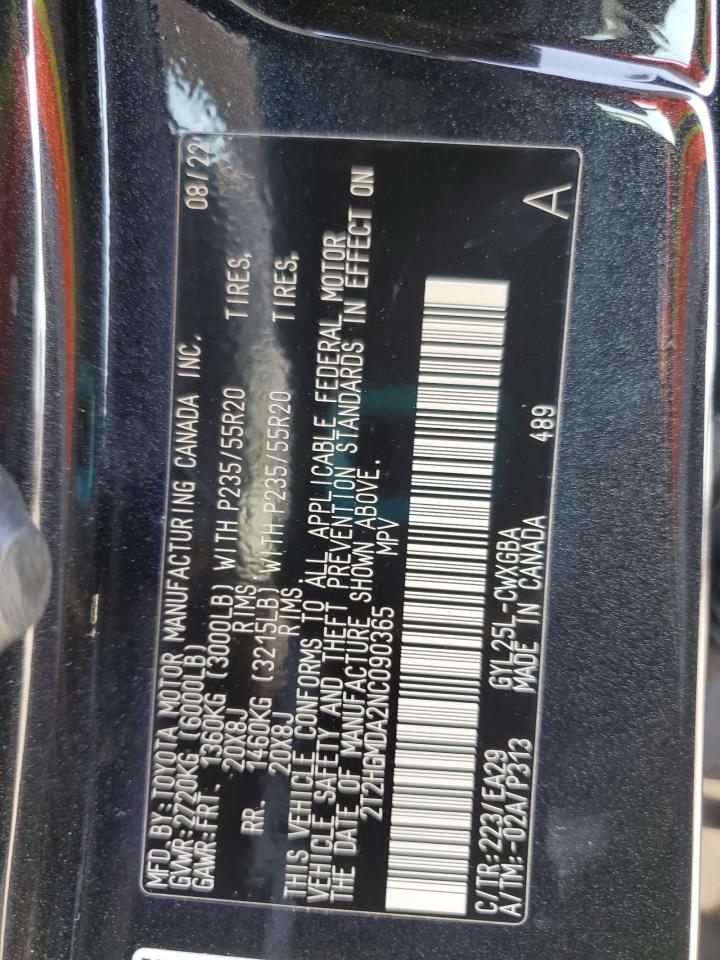 MFD.BY:TOYOTA MOTOR MANUFACTURING CANADA INC. 08/22
GVWR:2720KG (6000LB)
GAWR:FRT. 1360KG (3000LB) WITH P235/55R20 TIRES,
20X8J RIMS
RR. 1460KG (3215LB) WITH P235/55R20 TIRES,
20X8J RIMS
THIS VEHICLE CONFORMS TO ALL APPLICABLE FEDERAL MOTOR
VEHICLE SAFETY AND THEFT PREVENTION STANDARDS IN EFFECT ON
THE DATE OF MANUFACTURE SHOWN ABOVE.
2T2HGMDA2NC090365 MPV
C/TR:223/EA29 GYL25L-CWXGBA 489
A/TM:-02A/P313 MADE IN CANADA A